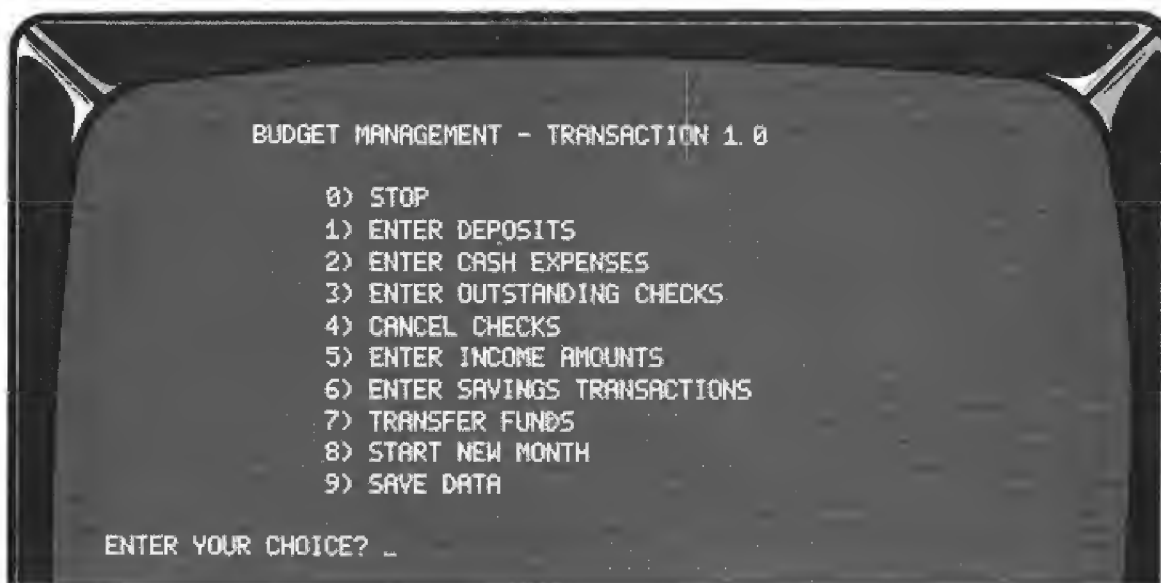 BUDGET MANAGEMENT - TRANSACTION 1.0
0) STOP
1) ENTER DEPOSITS
2) ENTER CASH EXPENSES
3) ENTER OUTSTANDING CHECKS
4) CANCEL CHECKS
5) ENTER INCOME AMOUNTS
6) ENTER SAVINGS TRANSACTIONS
7) TRANSFER FUNDS
8) START NEW MONTH
9) SAVE DATA
ENTER YOUR CHOICE? _